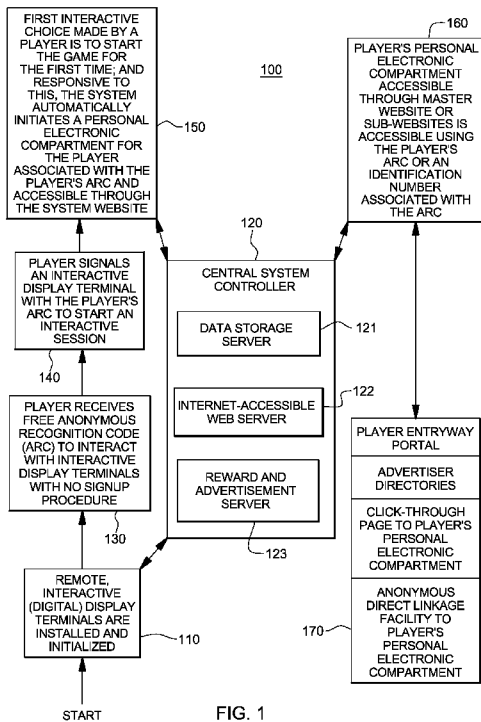 FIRST INTERACTIVE
CHOICE MADE BY A
PLAYER IS TO START
THE GAME FOR
THE FIRST TIME; AND
RESPONSIVE TO
THIS, THE SYSTEM
AUTOMATICALLY
INITIATES A PERSONAL
ELECTRONIC
COMPARTMENT FOR
THE PLAYER
ASSOCIATED WITH THE
PLAYER'S ARC AND
ACCESSIBLE THROUGH
THE SYSTEM WEBSITE
150
100
160
PLAYER'S PERSONAL
ELECTRONIC
COMPARTMENT
ACCESSIBLE
THROUGH MASTER
WEBSITE OR
SUB-WEBSITES IS
ACCESSIBLE USING
THE PLAYER'S
ARC OR AN
IDENTIFICATION
NUMBER
ASSOCIATED WITH
THE ARC
PLAYER SIGNALS
AN INTERACTIVE
DISPLAY TERMINAL
WITH THE PLAYER'S
ARC TO START AN
INTERACTIVE
SESSION
140
120
CENTRAL SYSTEM
CONTROLLER
DATA STORAGE
SERVER
121
INTERNET-ACCESSIBLE
WEB SERVER
122
REWARD AND
ADVERTISEMENT
SERVER
123
PLAYER RECEIVES
FREE ANONYMOUS
RECOGNITION CODE
(ARC) TO INTERACT
WITH INTERACTIVE
DISPLAY TERMINALS
WITH NO SIGNUP
PROCEDURE
130
REMOTE,
INTERACTIVE
(DIGITAL) DISPLAY
TERMINALS ARE
INSTALLED AND
INITIALIZED
110
START
PLAYER ENTRYWAY
PORTAL
ADVERTISER
DIRECTORIES
CLICK-THROUGH
PAGE TO PLAYER'S
PERSONAL
ELECTRONIC
COMPARTMENT
ANONYMOUS
DIRECT LINKAGE
FACILITY TO
PLAYER'S
PERSONAL
ELECTRONIC
COMPARTMENT
170
FIG. 1